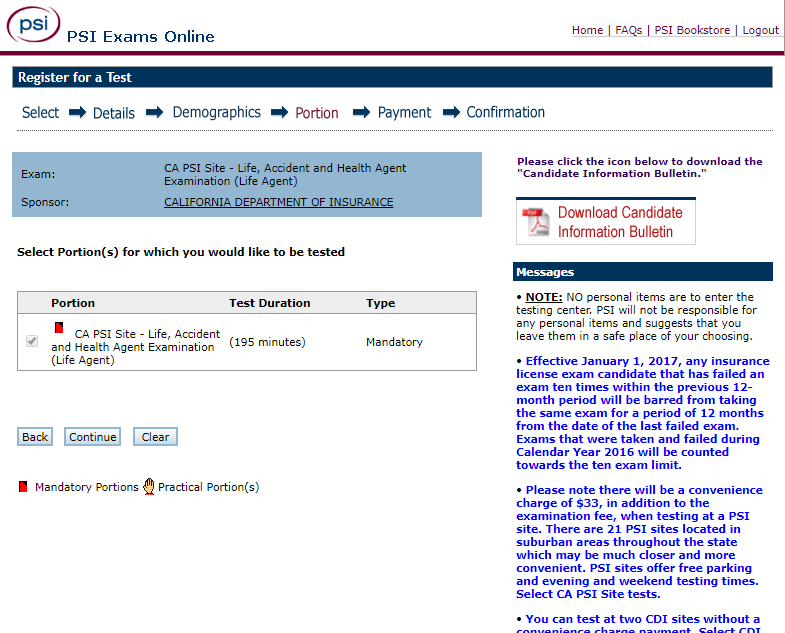 psi
PSI Exams Online
Home | FAQs | PSI Bookstore | Logout
Register for a Test
Select Details Demographics Portion Payment Confirmation
Exam: CA PSI Site - Life, Accident and Health Agent
Examination (Life Agent)
Sponsor: CALIFORNIA DEPARTMENT OF INSURANCE
Select Portion(s) for which you would like to be tested
Portion Test Duration Type
CA PSI Site - Life, Accident
and Health Agent Examination (195 minutes) Mandatory
(Life Agent)
Back Continue Clear
Mandatory Portions Practical Portion(s)
Please click the icon below to download the
"Candidate Information Bulletin."
Download Candidate
Information Bulletin
Messages
• NOTE: NO personal items are to enter the
testing center. PSI will not be responsible for
any personal items and suggests that you
leave them in a safe place of your choosing.
• Effective January 1, 2017, any insurance
license exam candidate that has failed an
exam ten times within the previous 12-
month period will be barred from taking
the same exam for a period of 12 months
from the date of the last failed exam.
Exams that were taken and failed during
Calendar Year 2016 will be counted
towards the ten exam limit.
• Please note there will be a convenience
charge of $33, in addition to the
examination fee, when testing at a PSI
site. There are 21 PSI sites located in
suburban areas throughout the state
which may be much closer and more
convenient. PSI sites offer free parking
and evening and weekend testing times.
Select CA PSI Site tests.
• You can test at two CDI sites without a
convenience charge payment. Select CDI